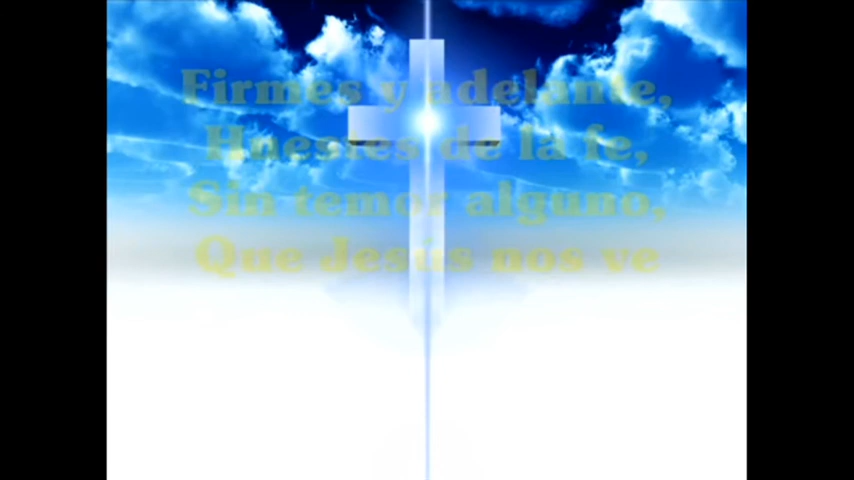 Firmes y adelante,
Huestes de la fe,
Sin temor alguno,
Que Jesús nos ve